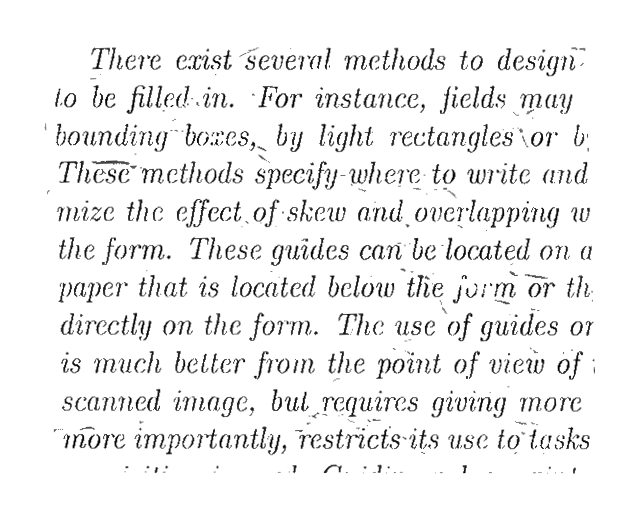 There exist several methods to design
to be filled in. For instance, fields may
bounding boxes, by light rectangles or
These methods specify where to write and
mize the effect of skew and overlapping
the form. These guides can be located on a
paper that is located below the form or
directly on the form. The use of guides
is much better from the point of view of
scanned image, but requires giving more
more importantly, restricts its use to tasks